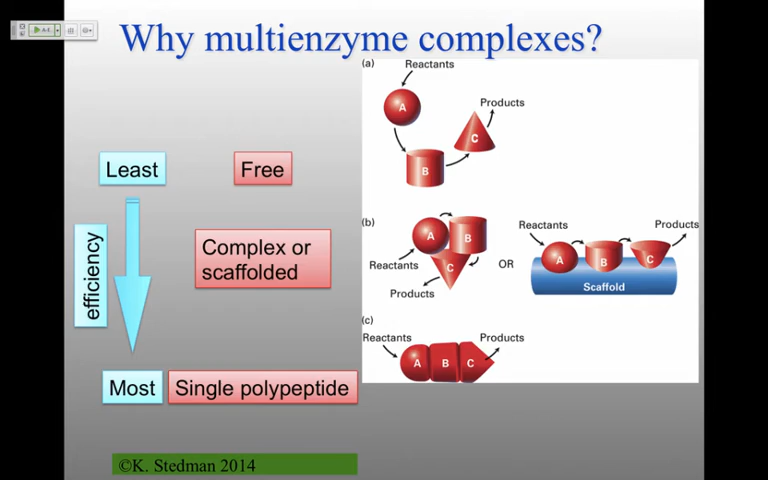 Why multienzyme complexes?
(a)
Reactants
A
Products
C
B
Least
Free
efficiency
Complex or
scaffolded
(b)
A
B
Reactants
C
Products
OR
Reactants
Products
A
B
C
Scaffold
(c)
Reactants
Products
A B C
Most
Single polypeptide
©K. Stedman 2014